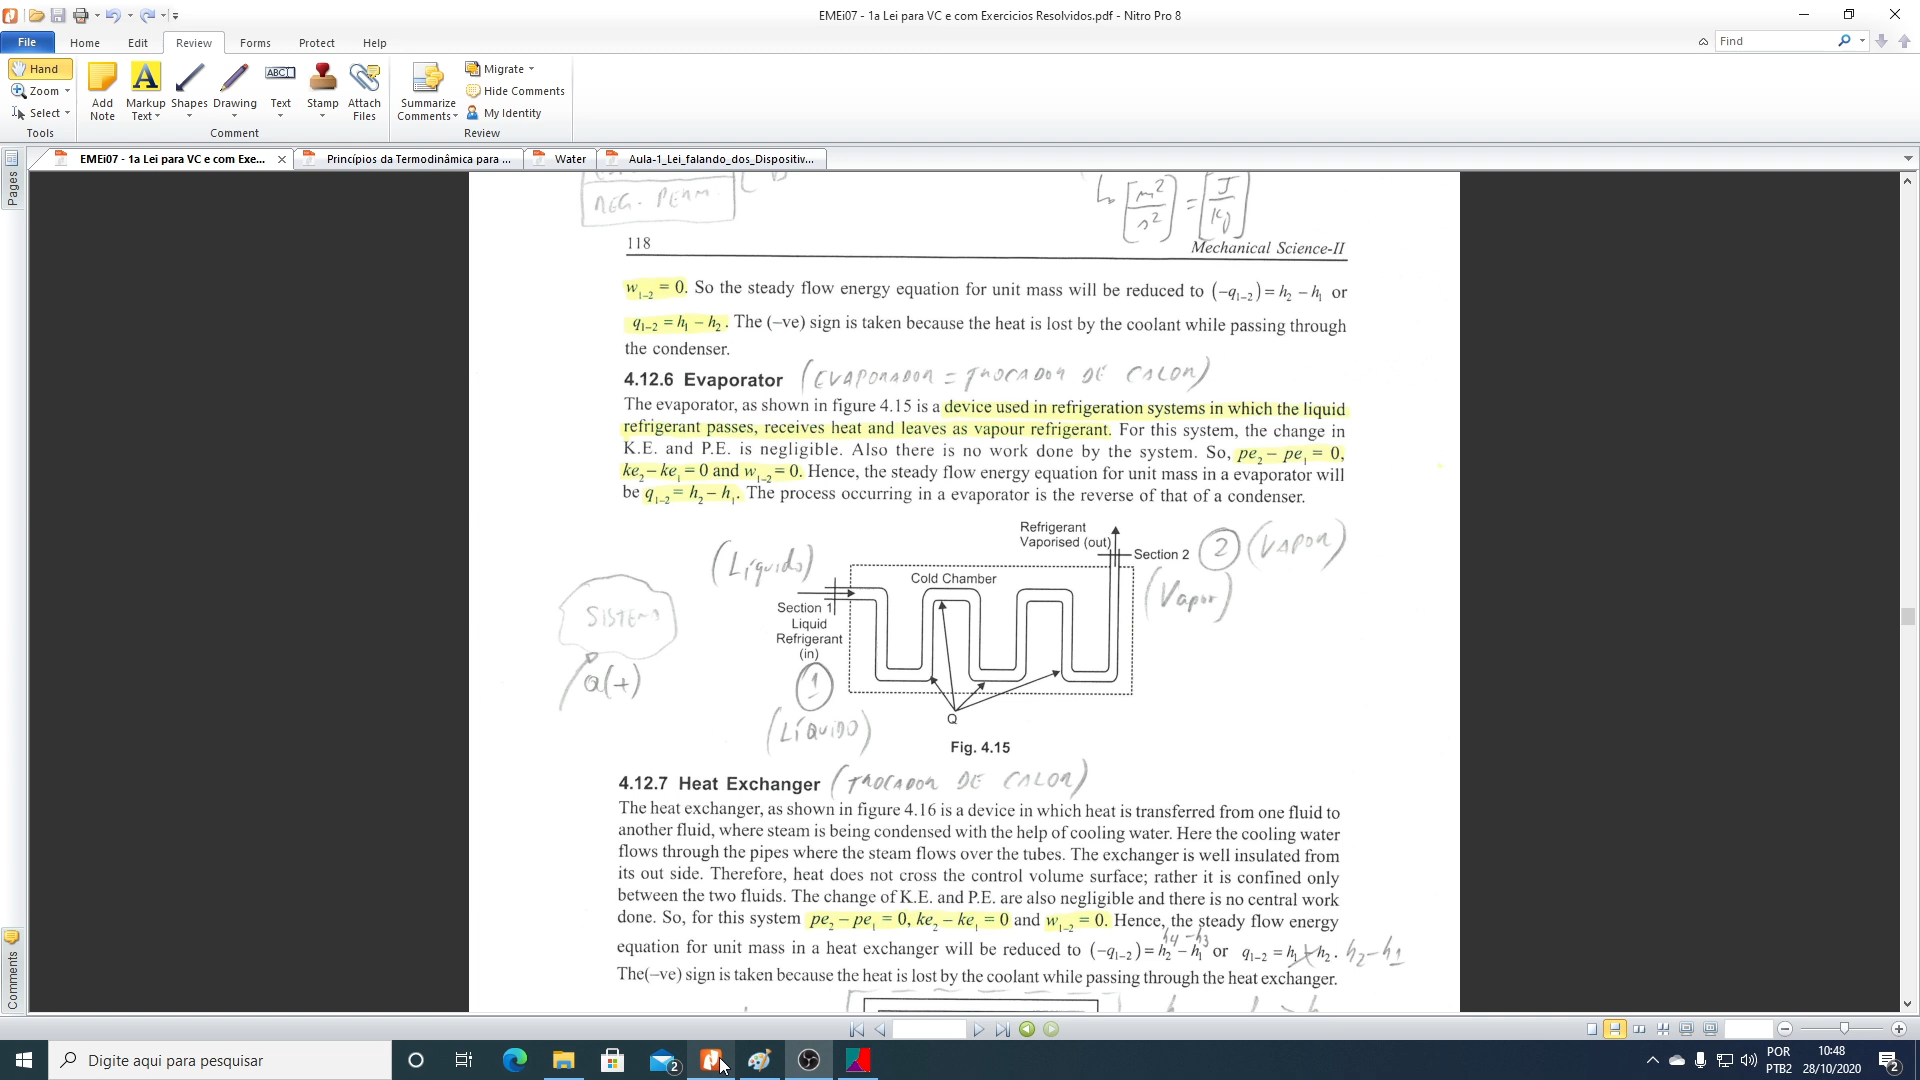 EMEi07 - 1a Lei para VC e com Exercicios Resolvidos.pdf - Nitro Pro 8
File Home Edit Review Forms Protect Help
Find
Hand
Zoom
Select
Tools
Add Note
Markup Text
Shapes
Drawing
Text
Stamp
Attach Files
Comment
Summarize Comments
Migrate
Hide Comments
My Identity
Review
EMEi07 - 1a Lei para VC e com Exe...
Princípios da Termodinâmica para ...
Water
Aula-1_Lei_falando_dos_Dispositiv...
Pages
NEG. PERM.
[m²/s²] = [J/Kg]
118
Mechanical Science-II
w₁₋₂ = 0. So the steady flow energy equation for unit mass will be reduced to (−q₁₋₂) = h₂ − h₁ or
q₁₋₂ = h₁ − h₂. The (–ve) sign is taken because the heat is lost by the coolant while passing through
the condenser.
4.12.6 Evaporator (EVAPORADOR = TROCADOR DE CALOR)
The evaporator, as shown in figure 4.15 is a device used in refrigeration systems in which the liquid
refrigerant passes, receives heat and leaves as vapour refrigerant. For this system, the change in
K.E. and P.E. is negligible. Also there is no work done by the system. So, pe₂ – pe₁ = 0,
ke₂ – ke₁ = 0 and w₁₋₂ = 0. Hence, the steady flow energy equation for unit mass in a evaporator will
be q₁₋₂ = h₂ – h₁. The process occurring in a evaporator is the reverse of that of a condenser.
Refrigerant
Vaporised (out)
Section 2
2 (VAPOR)
(Líquido)
Cold Chamber
(Vapor)
Section 1
Liquid
Refrigerant
(in)
SISTEMA
Q(+)
1
(LÍQUIDO)
Q
Fig. 4.15
4.12.7 Heat Exchanger (TROCADOR DE CALOR)
The heat exchanger, as shown in figure 4.16 is a device in which heat is transferred from one fluid to
another fluid, where steam is being condensed with the help of cooling water. Here the cooling water
flows through the pipes where the steam flows over the tubes. The exchanger is well insulated from
its out side. Therefore, heat does not cross the control volume surface; rather it is confined only
between the two fluids. The change of K.E. and P.E. are also negligible and there is no central work
done. So, for this system pe₂ – pe₁ = 0, ke₂ – ke₁ = 0 and w₁₋₂ = 0. Hence, the steady flow energy
h4 − h3
equation for unit mass in a heat exchanger will be reduced to (−q₁₋₂) = h₂ − h₁ or q₁₋₂ = h₁ − h₂. h2 − h1
The(–ve) sign is taken because the heat is lost by the coolant while passing through the heat exchanger.
Comments
Digite aqui para pesquisar
2
POR
PTB2
10:48
28/10/2020
2